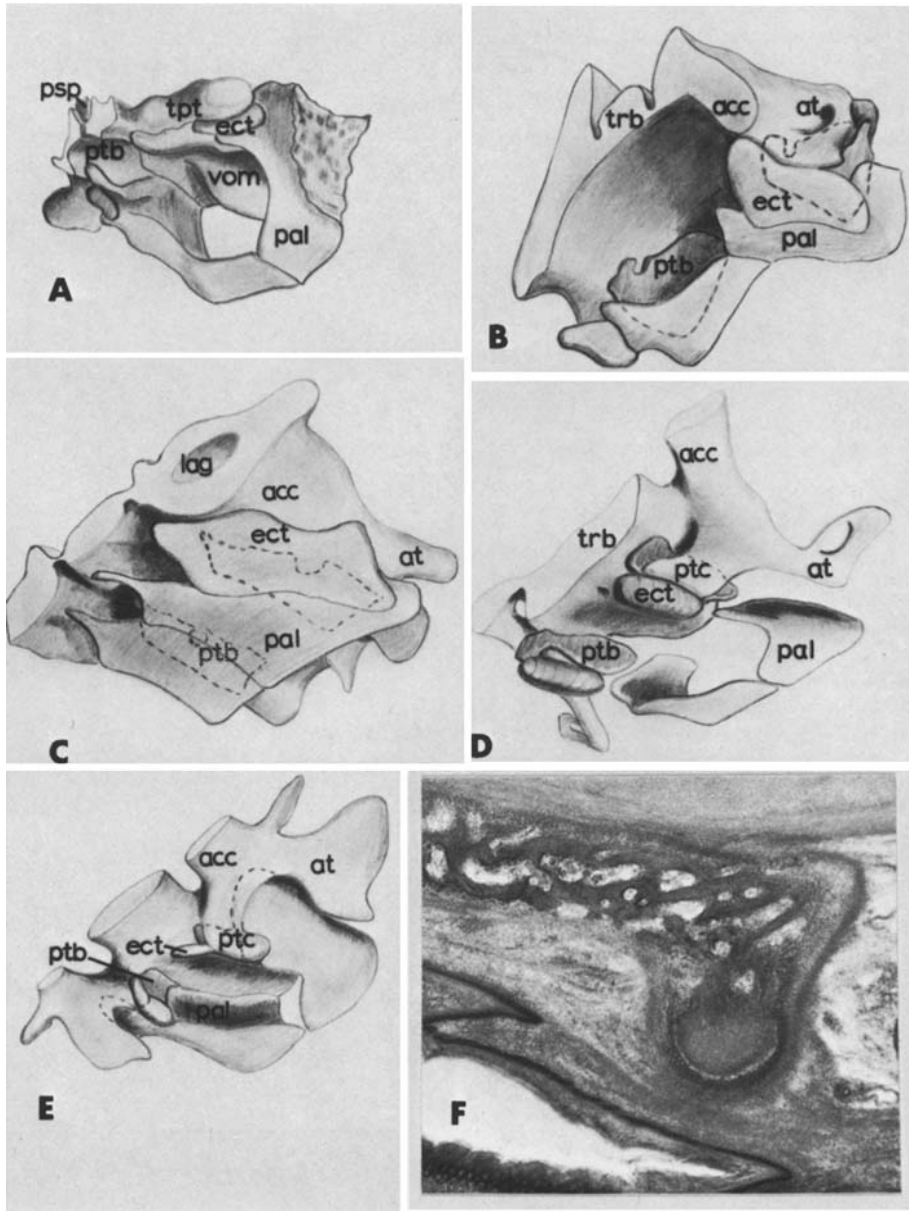 psp
tpt
ect
ptb
vom
pal
A
trb
acc
at
ect
pal
ptb
B
lag
acc
ect
at
pal
ptb
C
acc
trb
ptc
at
ect
ptb
pal
D
acc
at
ptb
ect
ptc
pal
E
F